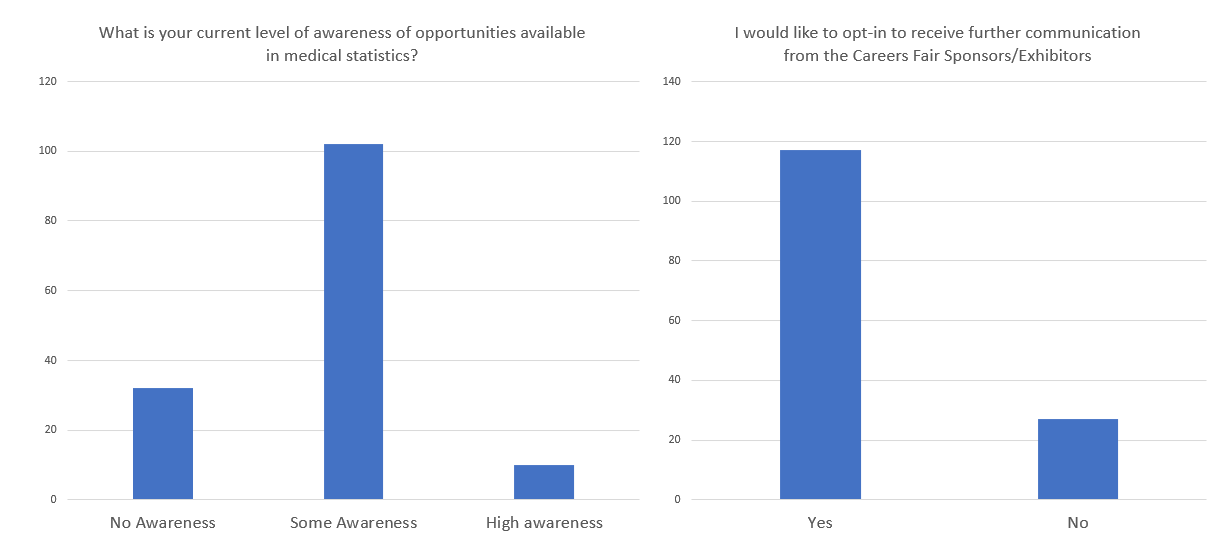 What is your current level of awareness of opportunities available
in medical statistics?
120
100
80
60
40
20
0
No Awareness Some Awareness High awareness
I would like to opt-in to receive further communication
from the Careers Fair Sponsors/Exhibitors
140
120
100
80
60
40
20
0
Yes No